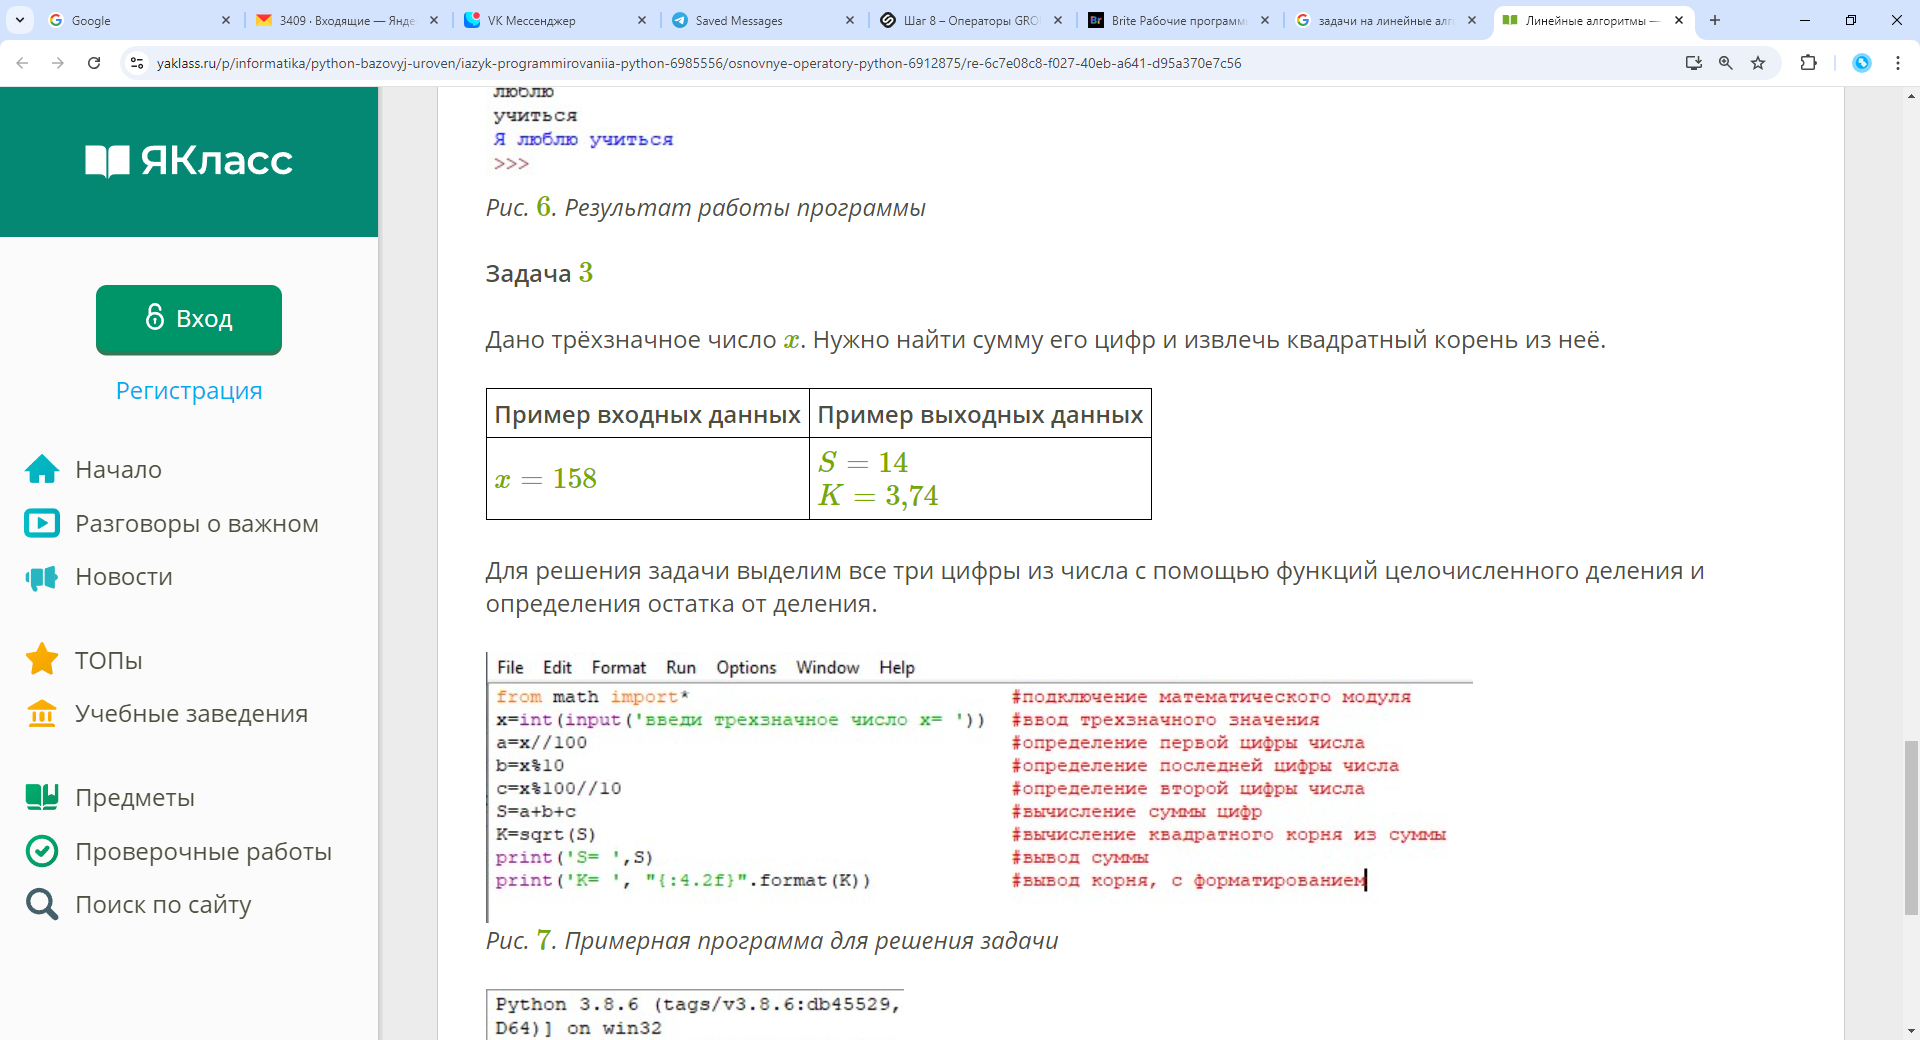 Google
3409 · Входящие — Янде
VK Мессенджер
Saved Messages
Шаг 8 – Операторы GRO
Brite Рабочие программ
задачи на линейные алг
Линейные алгоритмы —
yaklass.ru/p/informatika/python-bazovyj-uroven/iazyk-programmirovaniia-python-6985556/osnovnye-operatory-python-6912875/re-6c7e08c8-f027-40eb-a641-d95a370e7c56
ЯКласс
Вход
Регистрация
Начало
Разговоры о важном
Новости
ТОПы
Учебные заведения
Предметы
Проверочные работы
Поиск по сайту
люблю
учиться
Я люблю учиться
>>>
Рис. 6. Результат работы программы
Задача 3
Дано трёхзначное число x. Нужно найти сумму его цифр и извлечь квадратный корень из неё.
Пример входных данных Пример выходных данных
x = 158
S = 14
K = 3,74
Для решения задачи выделим все три цифры из числа с помощью функций целочисленного деления и
определения остатка от деления.
File Edit Format Run Options Window Help
from math import* #подключение математического модуля
x=int(input('введи трехзначное число x= ')) #ввод трехзначного значения
a=x//100 #определение первой цифры числа
b=x%10 #определение последней цифры числа
c=x%100//10 #определение второй цифры числа
S=a+b+c #вычисление суммы цифр
K=sqrt(S) #вычисление квадратного корня из суммы
print('S= ',S) #вывод суммы
print('K= ', "{:4.2f}".format(K)) #вывод корня, с форматированием
Рис. 7. Примерная программа для решения задачи
Python 3.8.6 (tags/v3.8.6:db45529,
D64)] on win32